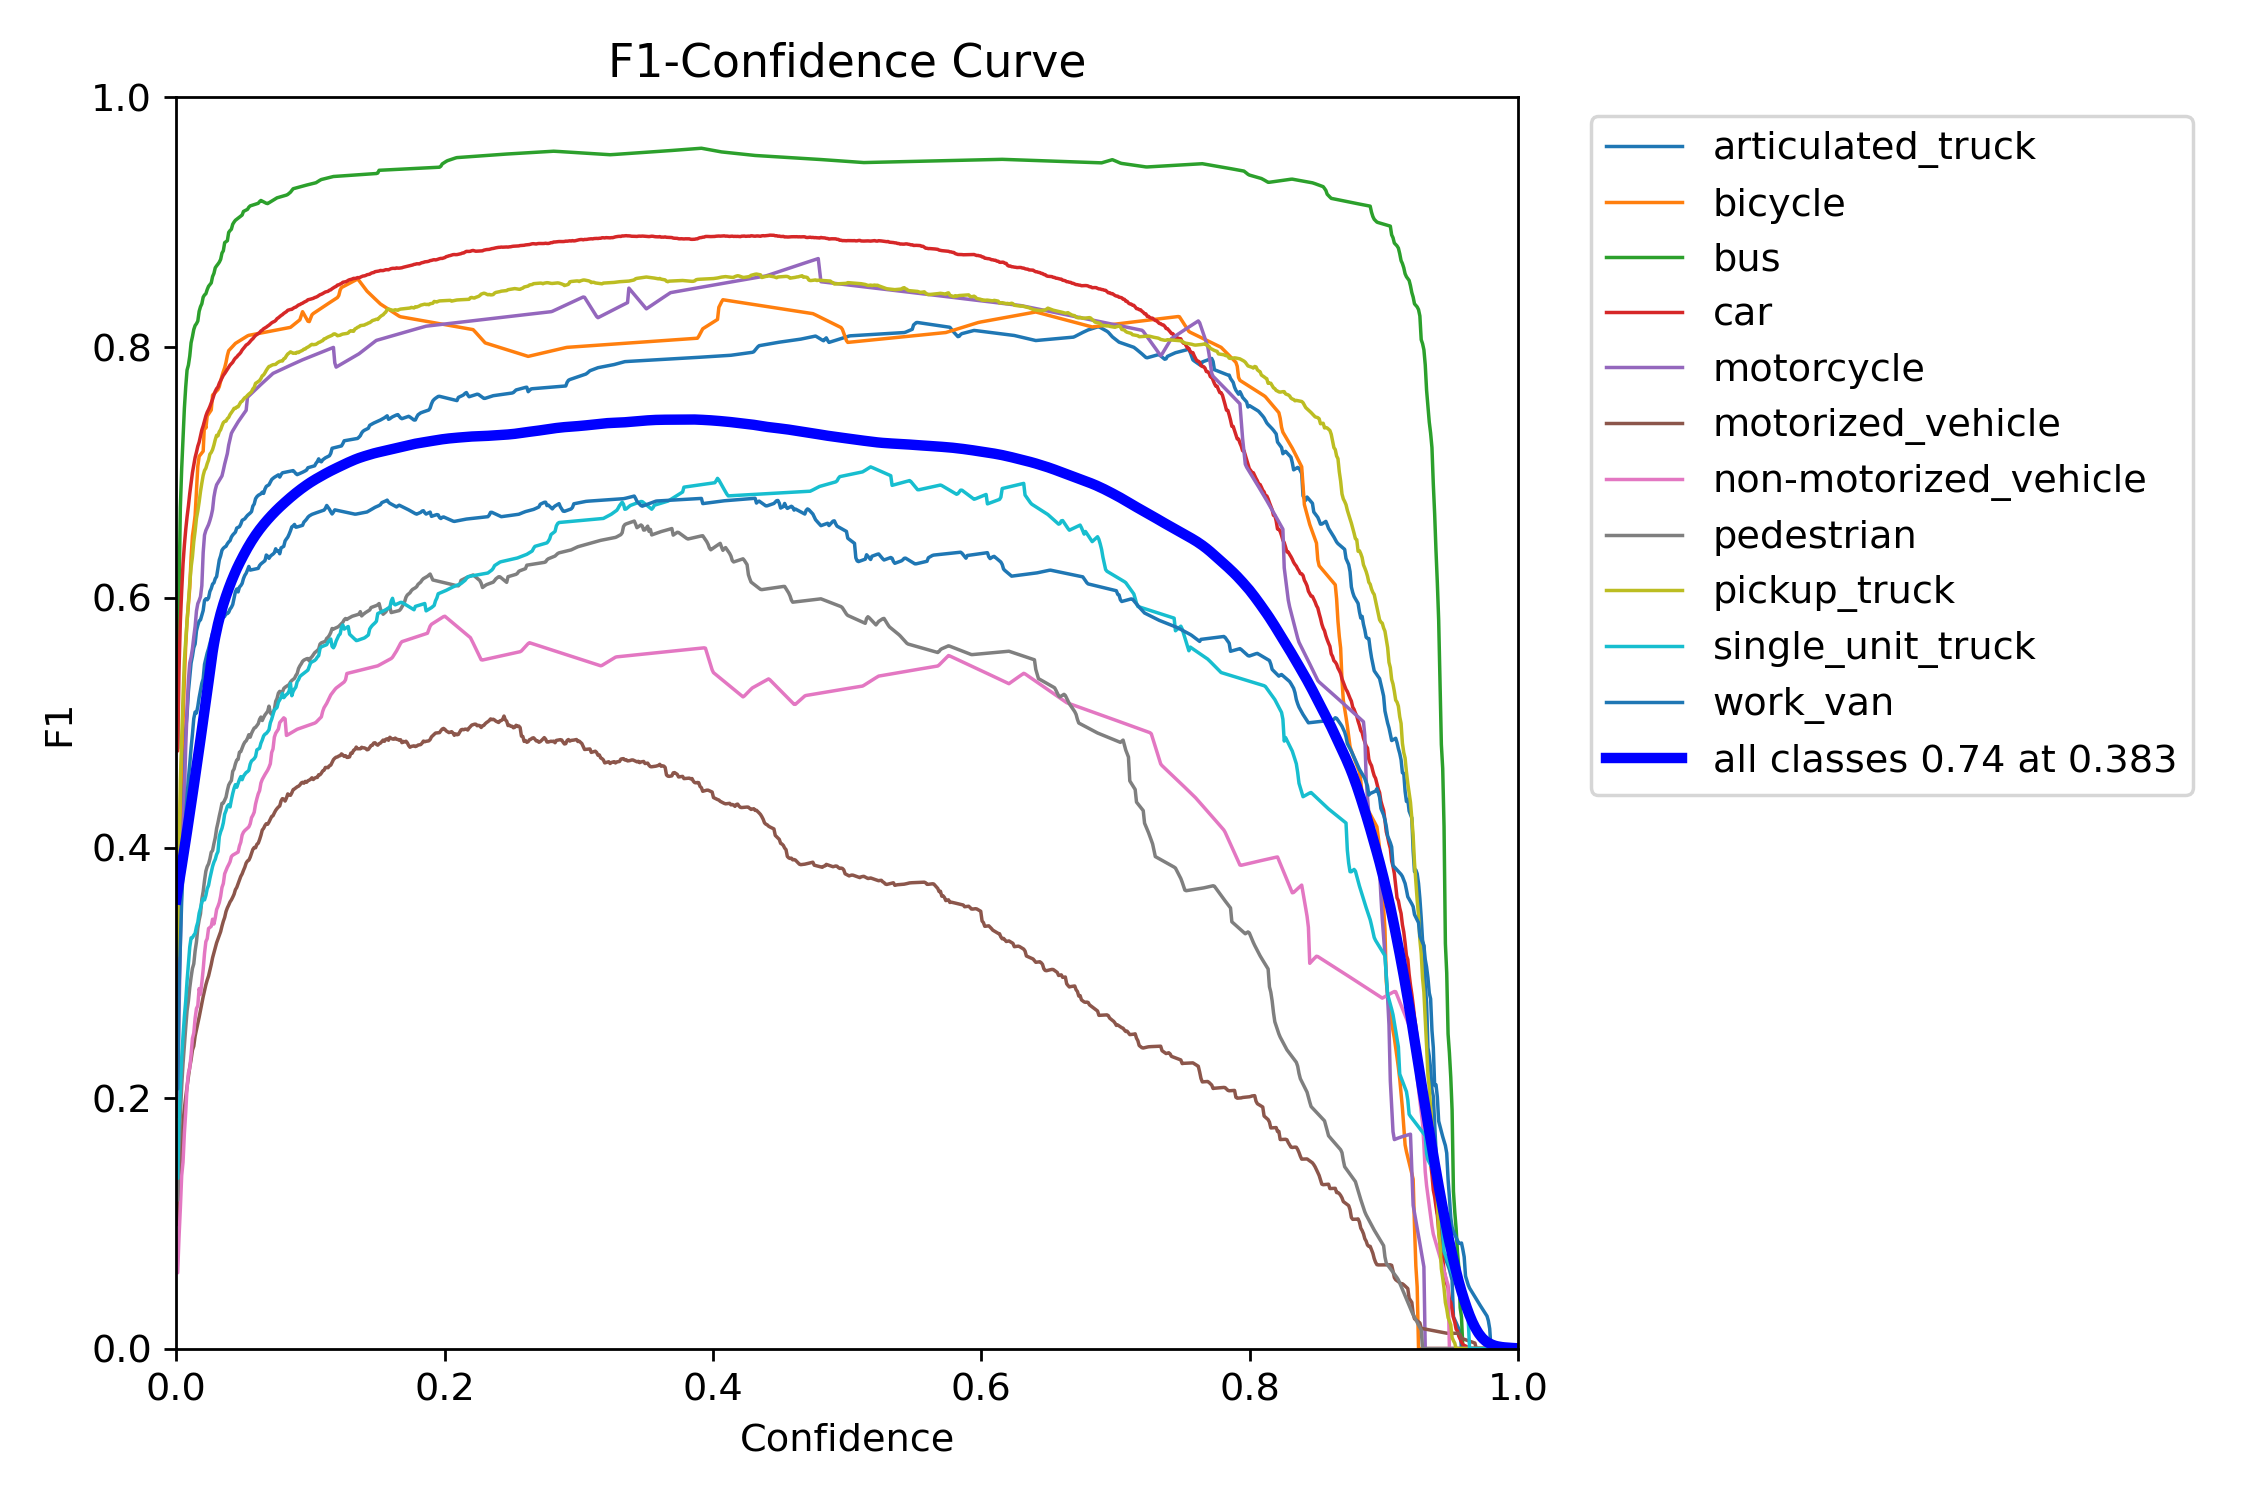 F1-Confidence Curve
1.0
0.8
0.6
0.4
0.2
0.0
F1
0.0 0.2 0.4 0.6 0.8 1.0
Confidence
articulated_truck
bicycle
bus
car
motorcycle
motorized_vehicle
non-motorized_vehicle
pedestrian
pickup_truck
single_unit_truck
work_van
all classes 0.74 at 0.383